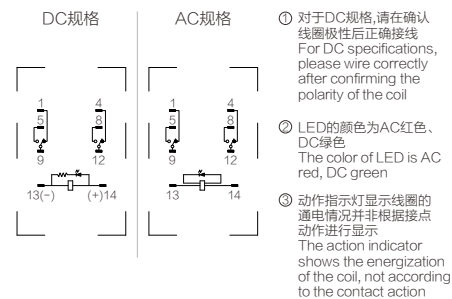 DC规格
AC规格
1 4
5 8
9 12
13(−) (+)14
1 4
5 8
9 12
13 14
① 对于DC规格,请在确认
线圈极性后正确接线
For DC specifications,
please wire correctly
after confirming the
polarity of the coil
② LED的颜色为AC红色、
DC绿色
The color of LED is AC
red, DC green
③ 动作指示灯显示线圈的
通电情况并非根据接点
动作进行显示
The action indicator
shows the energization
of the coil, not according
to the contact action